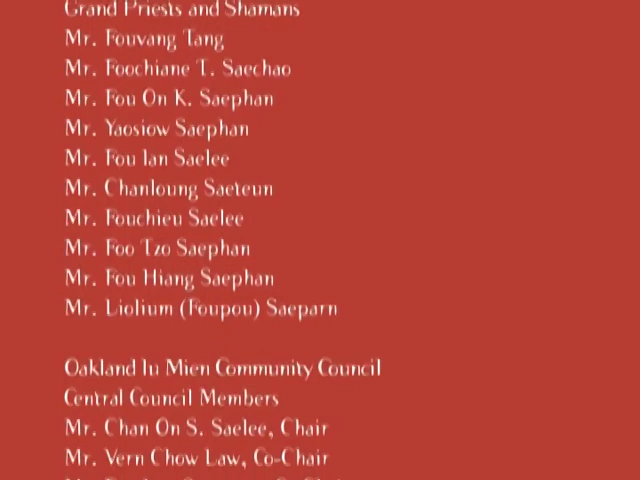 Grand Priests and Shamans
Mr. Fouvang Tang
Mr. Foochiane T. Saechao
Mr. Fou On K. Saephan
Mr. Yaosiow Saephan
Mr. Fou Ian Saelee
Mr. Chanloung Saeteun
Mr. Fouchieu Saelee
Mr. Foo Tzo Saephan
Mr. Fou Hiang Saephan
Mr. Liolium (Foupou) Saeparn
Oakland Iu Mien Community Council
Central Council Members
Mr. Chan On S. Saelee, Chair
Mr. Vern Chow Law, Co-Chair